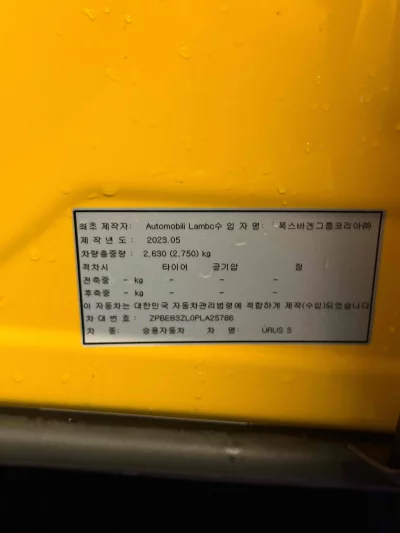 최초 제작자: Automobili Lambo수 입 자 명: 폭스바겐그룹코리아㈜
제 작 년 도 : 2023.05
차량총중량 : 2,630 (2,750) kg
적차시 타이어 공기압 림
전축중 - kg - - -
후축중 - kg - - -
이 자동차는 대한민국 자동차관리법령에 적합하게 제작(수입)되었습니다
차 대 번 호 : ZPBEB3ZL0PLA25786
차 종: 승용자동차 차 명: URUS S